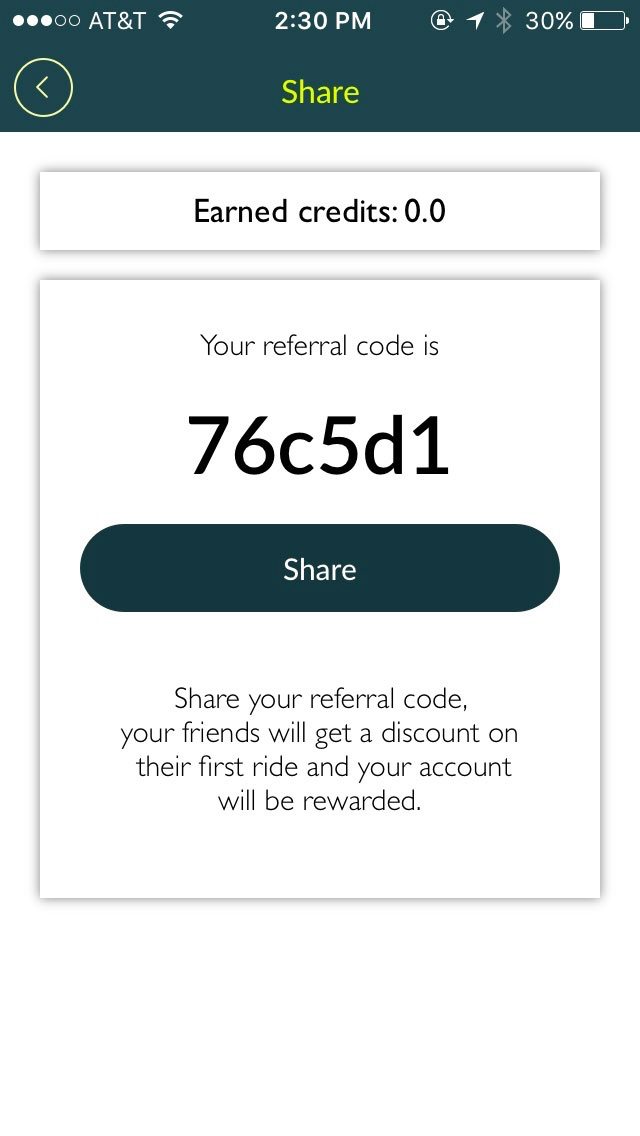 AT&T 2:30 PM 30%
Share
Earned credits: 0.0
Your referral code is
76c5d1
Share
Share your referral code,
your friends will get a discount on
their first ride and your account
will be rewarded.